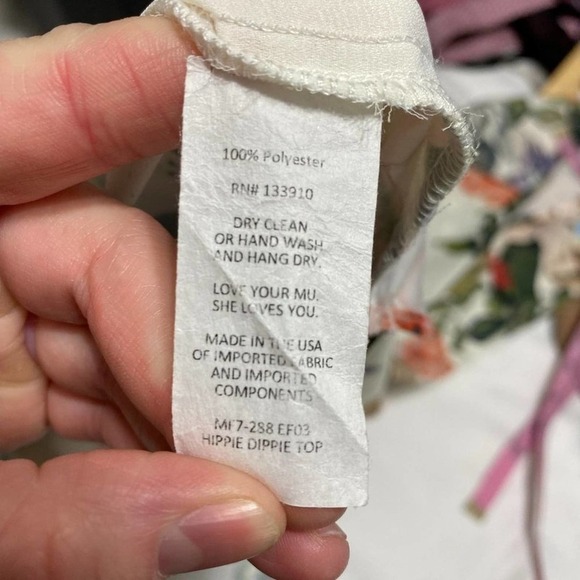 100% Polyester
RN# 133910
DRY CLEAN
OR HAND WASH
AND HANG DRY.
LOVE YOUR MU.
SHE LOVES YOU.
MADE IN THE USA
OF IMPORTED FABRIC
AND IMPORTED
COMPONENTS
MF7-288 EF03
HIPPIE DIPPIE TOP